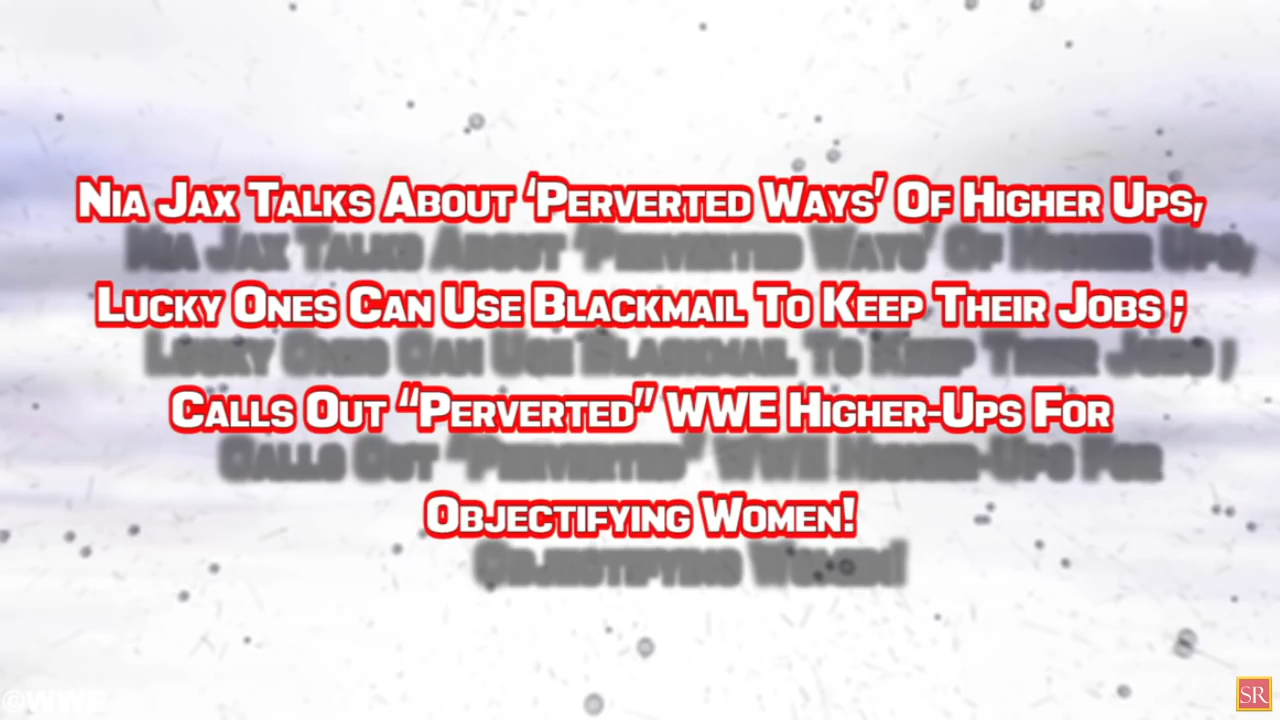 Nia Jax Talks About ‘Perverted Ways’ Of Higher Ups,
Lucky Ones Can Use Blackmail To Keep Their Jobs ;
Calls Out “Perverted” WWE Higher-Ups For
Objectifying Women!
©WWE
SR